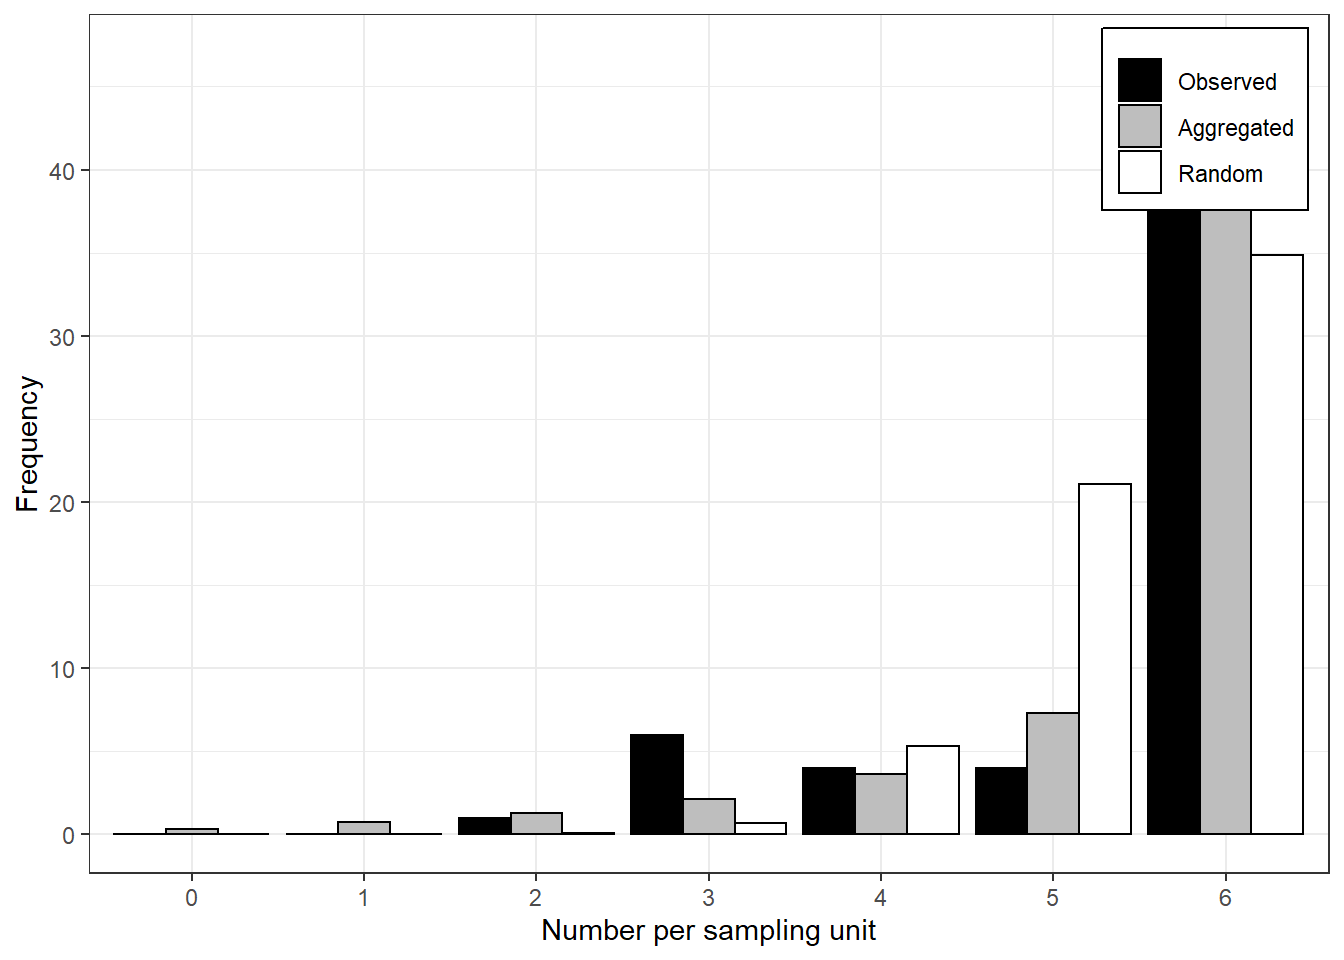 Observed
Aggregated
Random
40
30
20
10
0
Frequency
0 1 2 3 4 5 6
Number per sampling unit